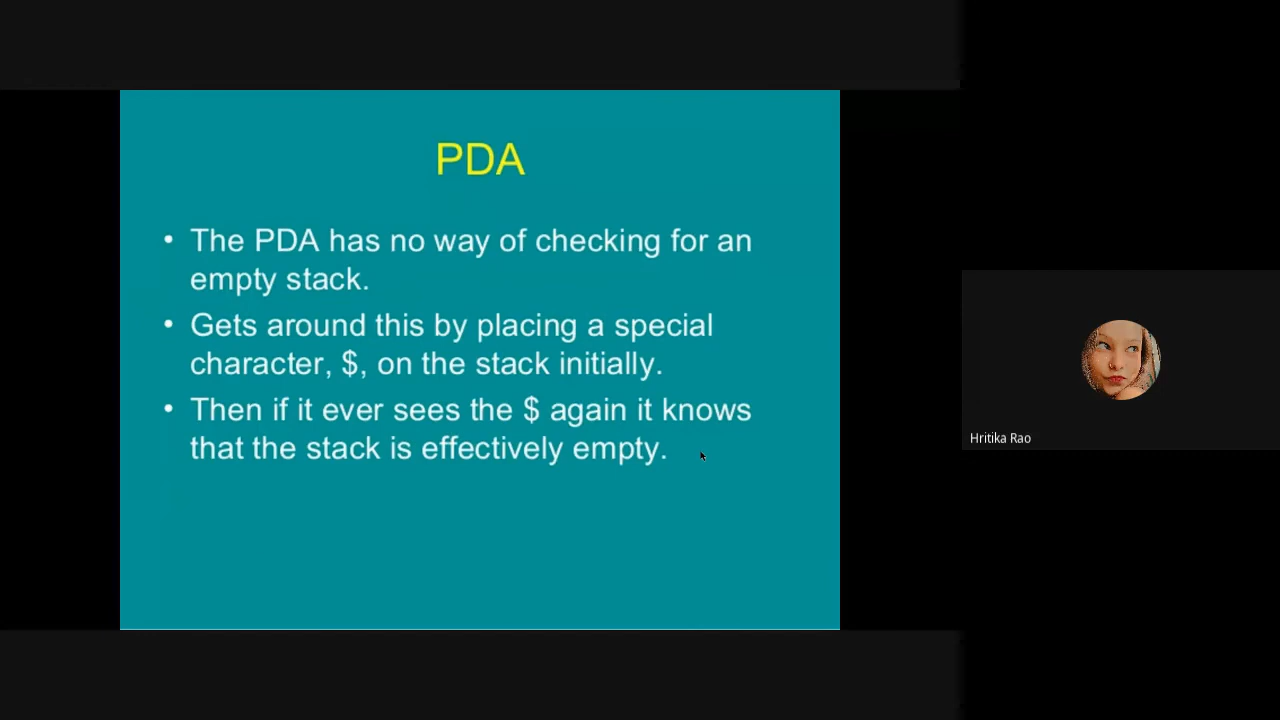 PDA
• The PDA has no way of checking for an
empty stack.
• Gets around this by placing a special
character, $, on the stack initially.
• Then if it ever sees the $ again it knows
that the stack is effectively empty.
Hritika Rao